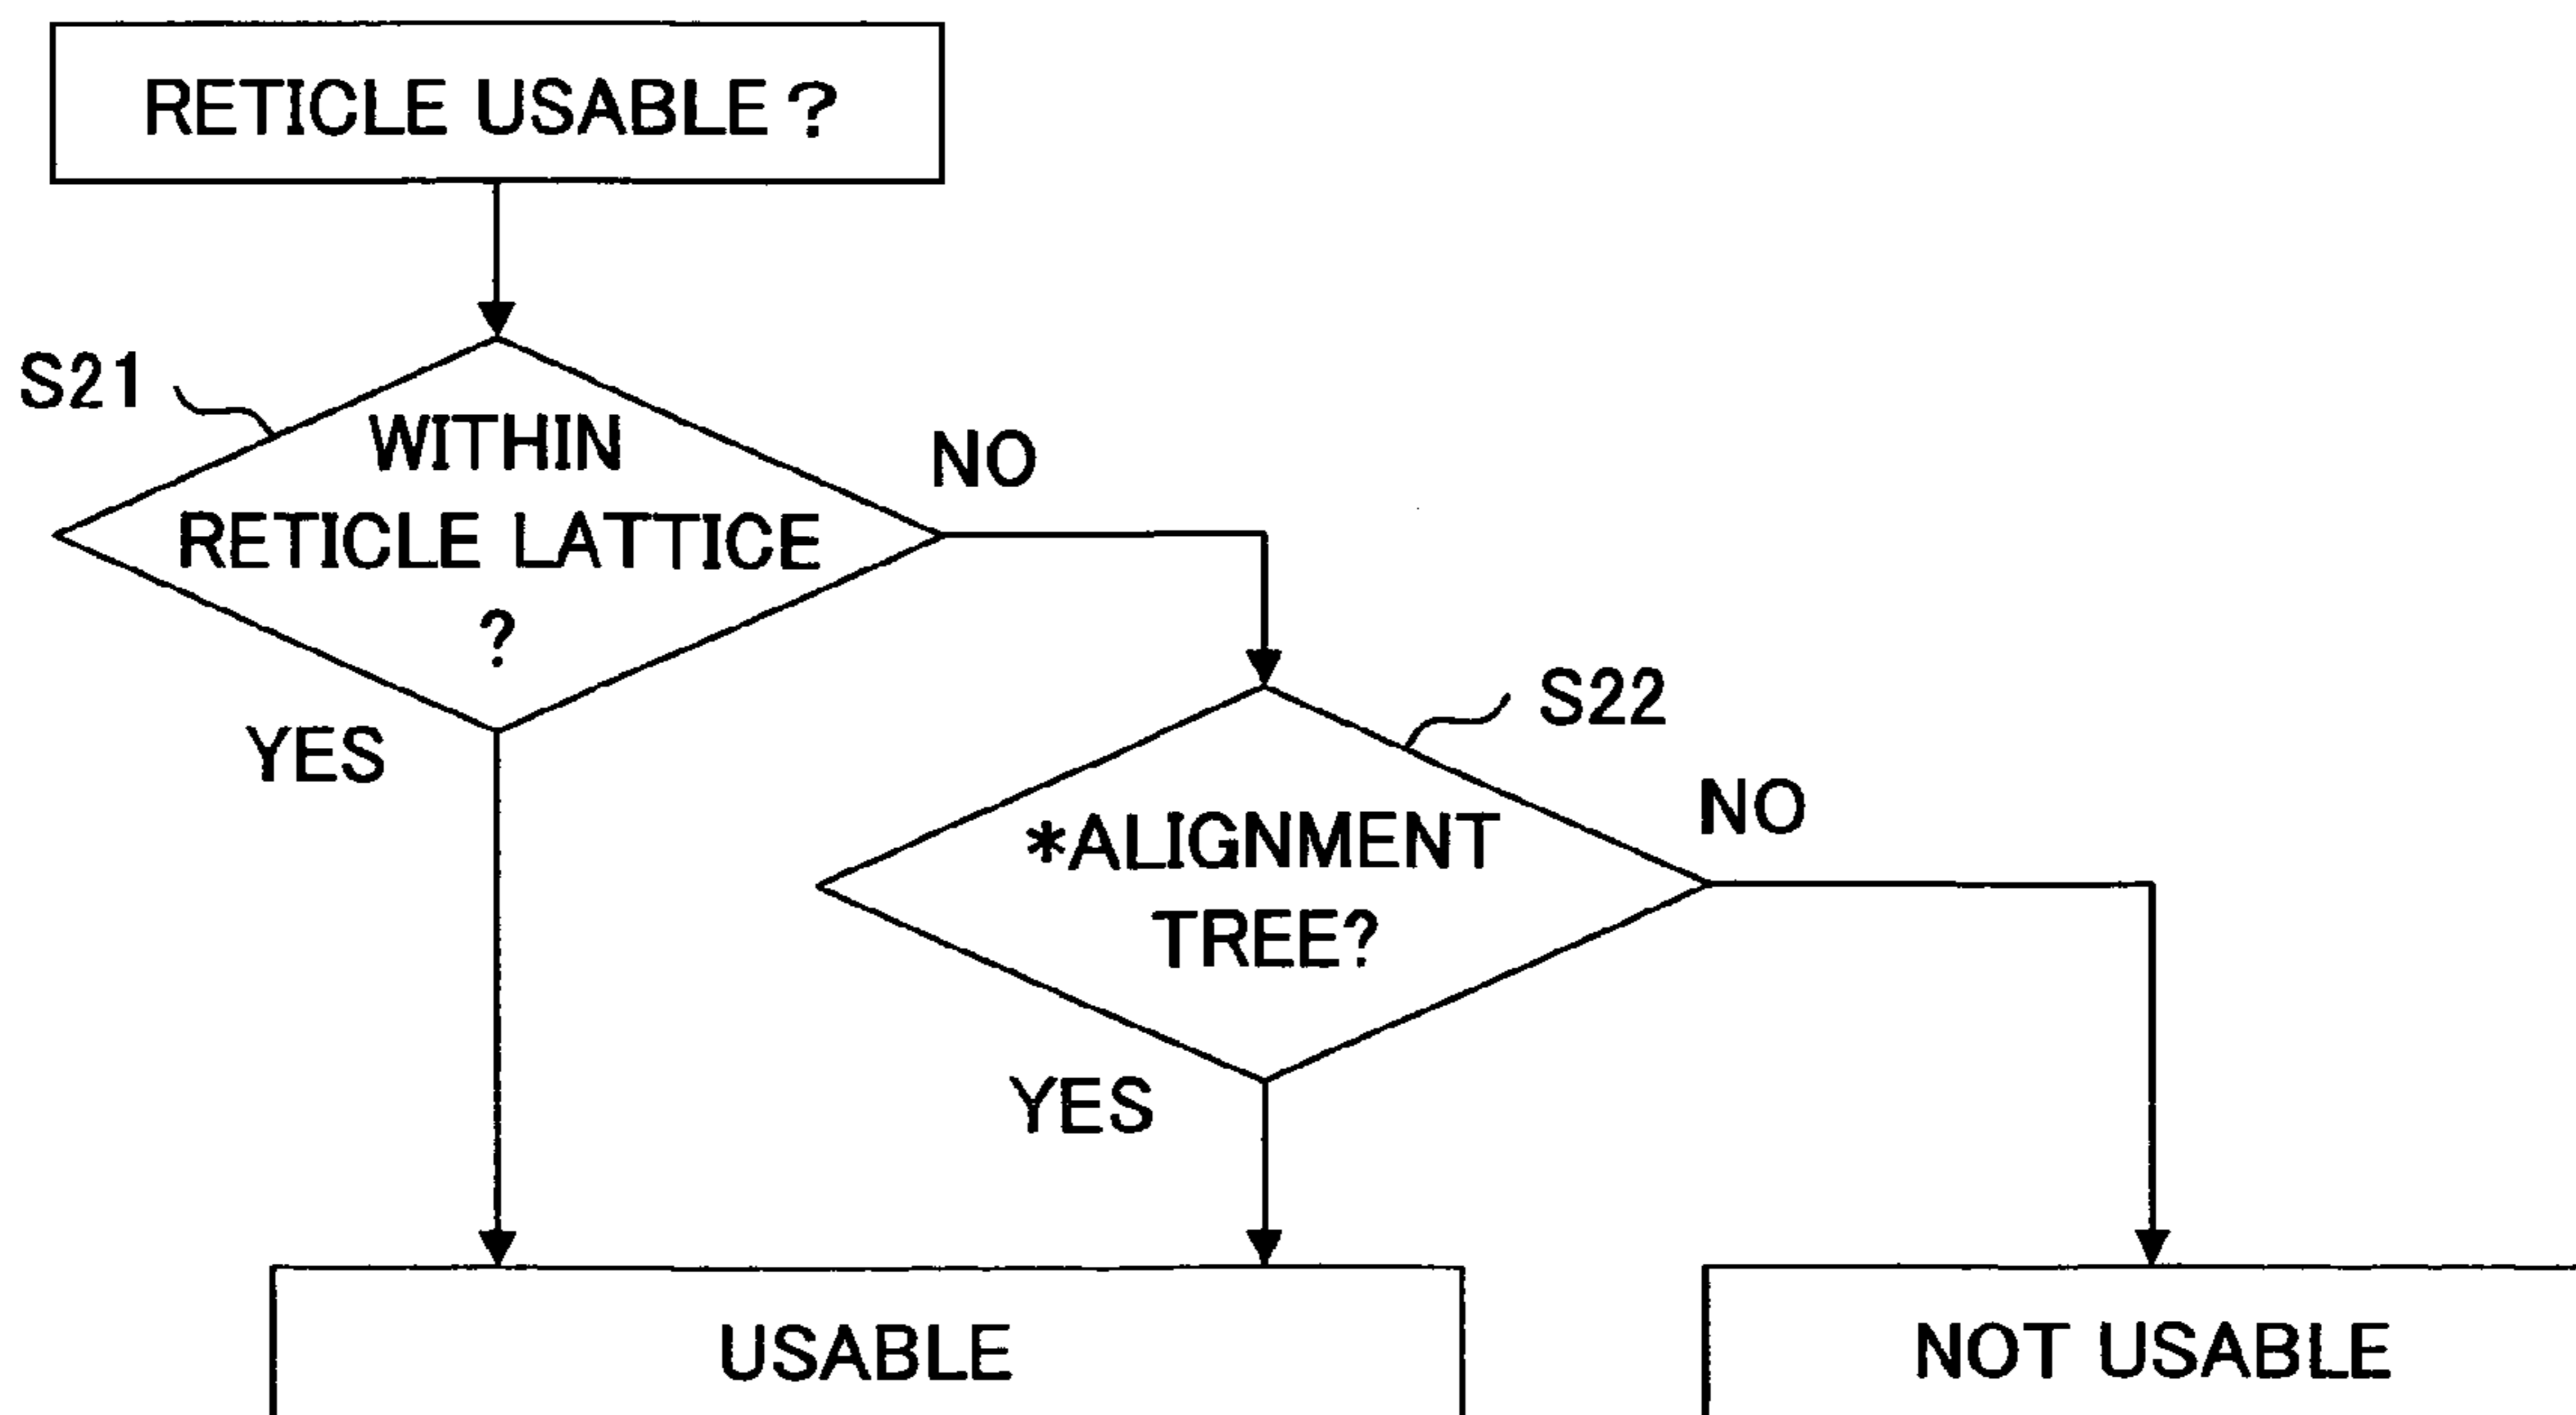 RETICLE USABLE?
S21
WITHIN
RETICLE LATTICE
?
NO
YES
S22
*ALIGNMENT
TREE?
NO
YES
USABLE
NOT USABLE